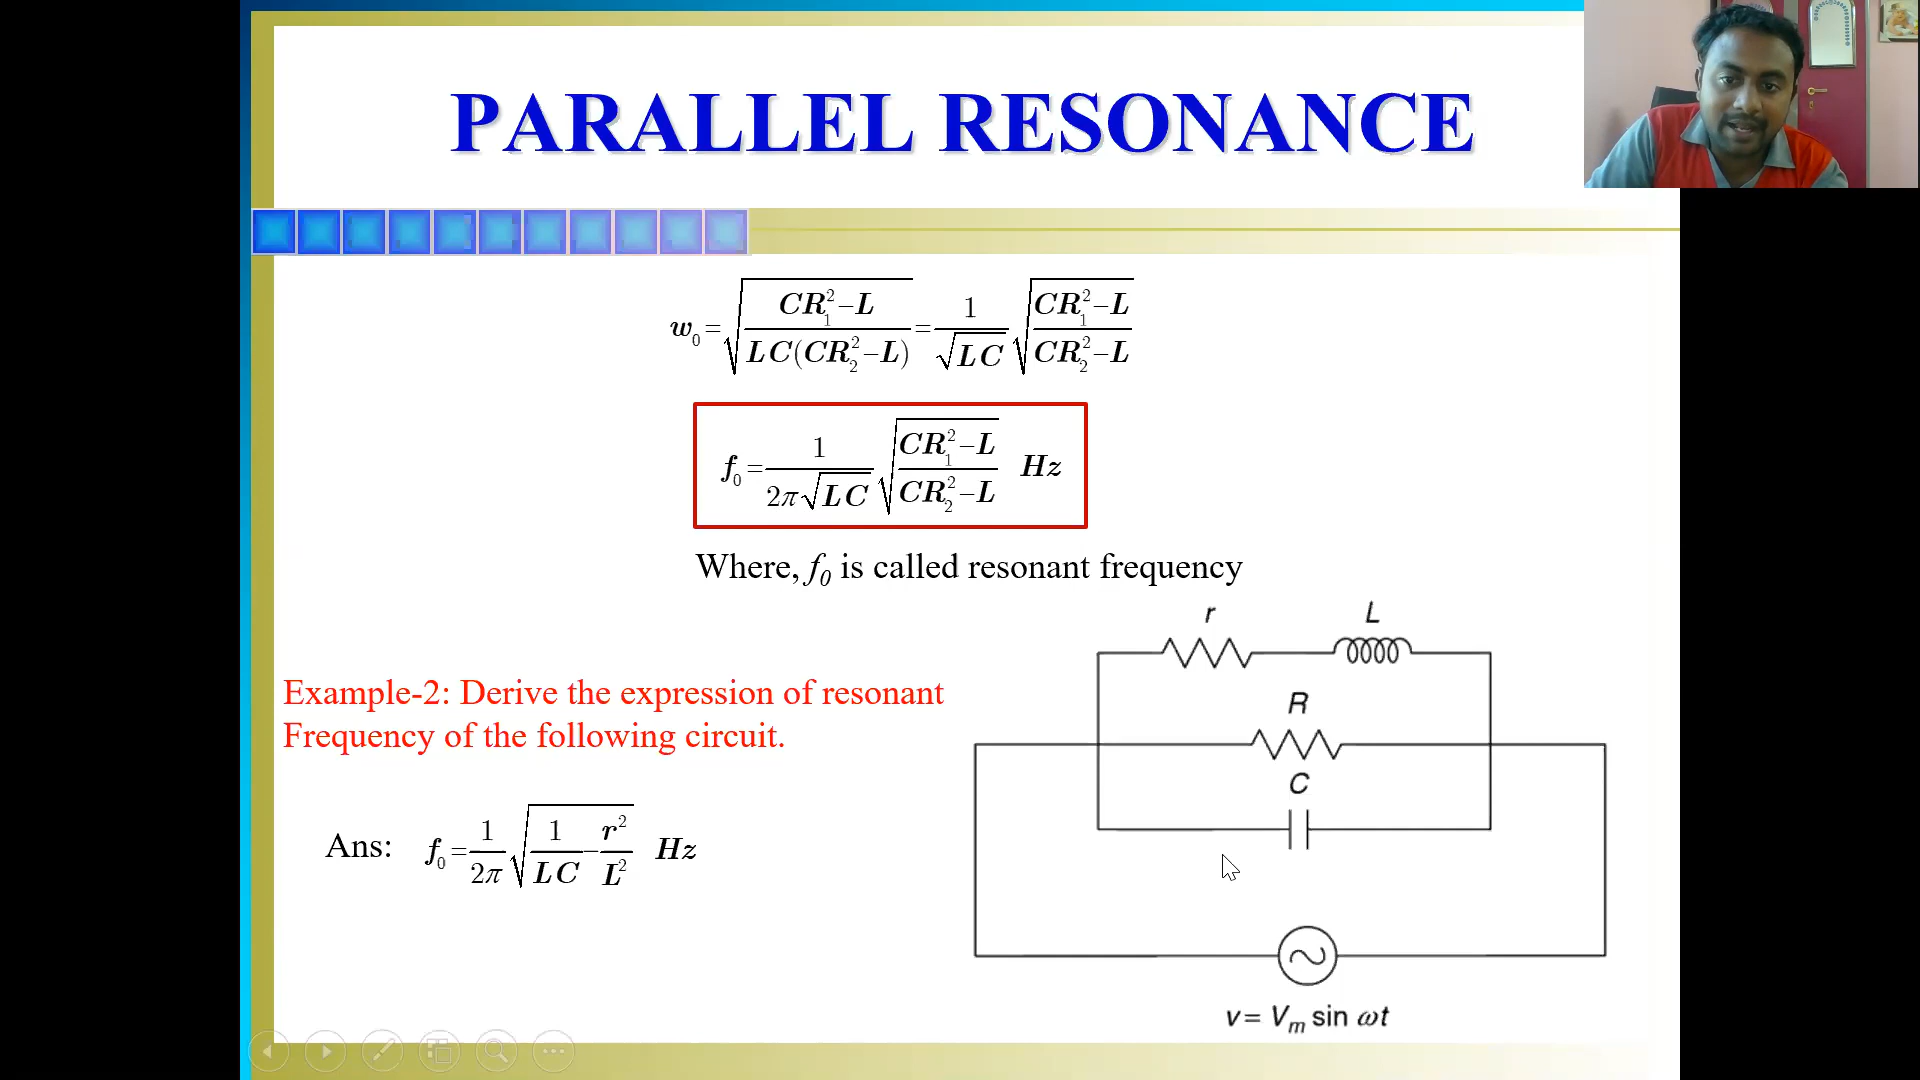 PARALLEL RESONANCE
w₀ = √((CR₁² – L) / (LC(CR₂² – L))) = (1 / √(LC)) √((CR₁² – L) / (CR₂² – L))
f₀ = (1 / (2π√(LC))) √((CR₁² – L) / (CR₂² – L)) Hz
Where, f₀ is called resonant frequency
r L
R
C
Example-2: Derive the expression of resonant
Frequency of the following circuit.
Ans: f₀ = (1 / 2π) √(1 / LC – r² / L²) Hz
v = Vₘ sin ωt